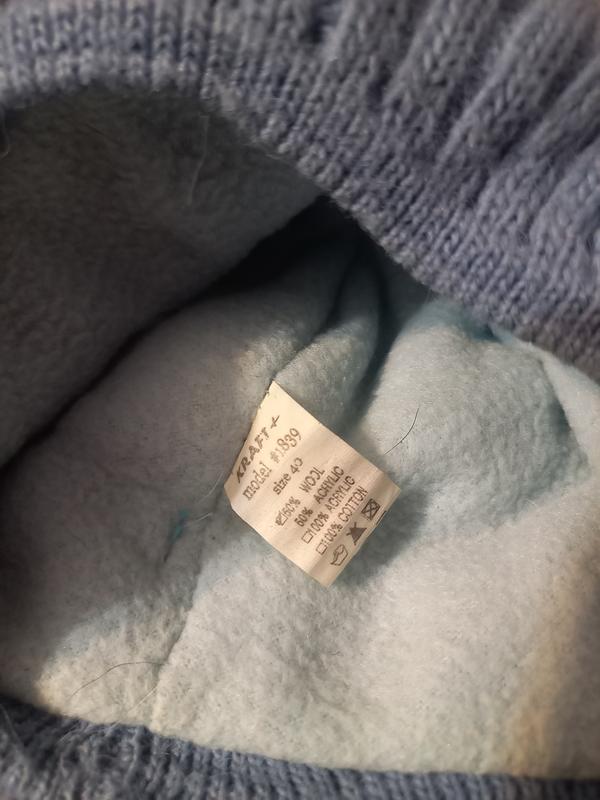 KRAFT+
model #1839
size 40
☑50% WOOL
50% ACRYLIC
☐100% ACRYLIC
☐100% COTTON